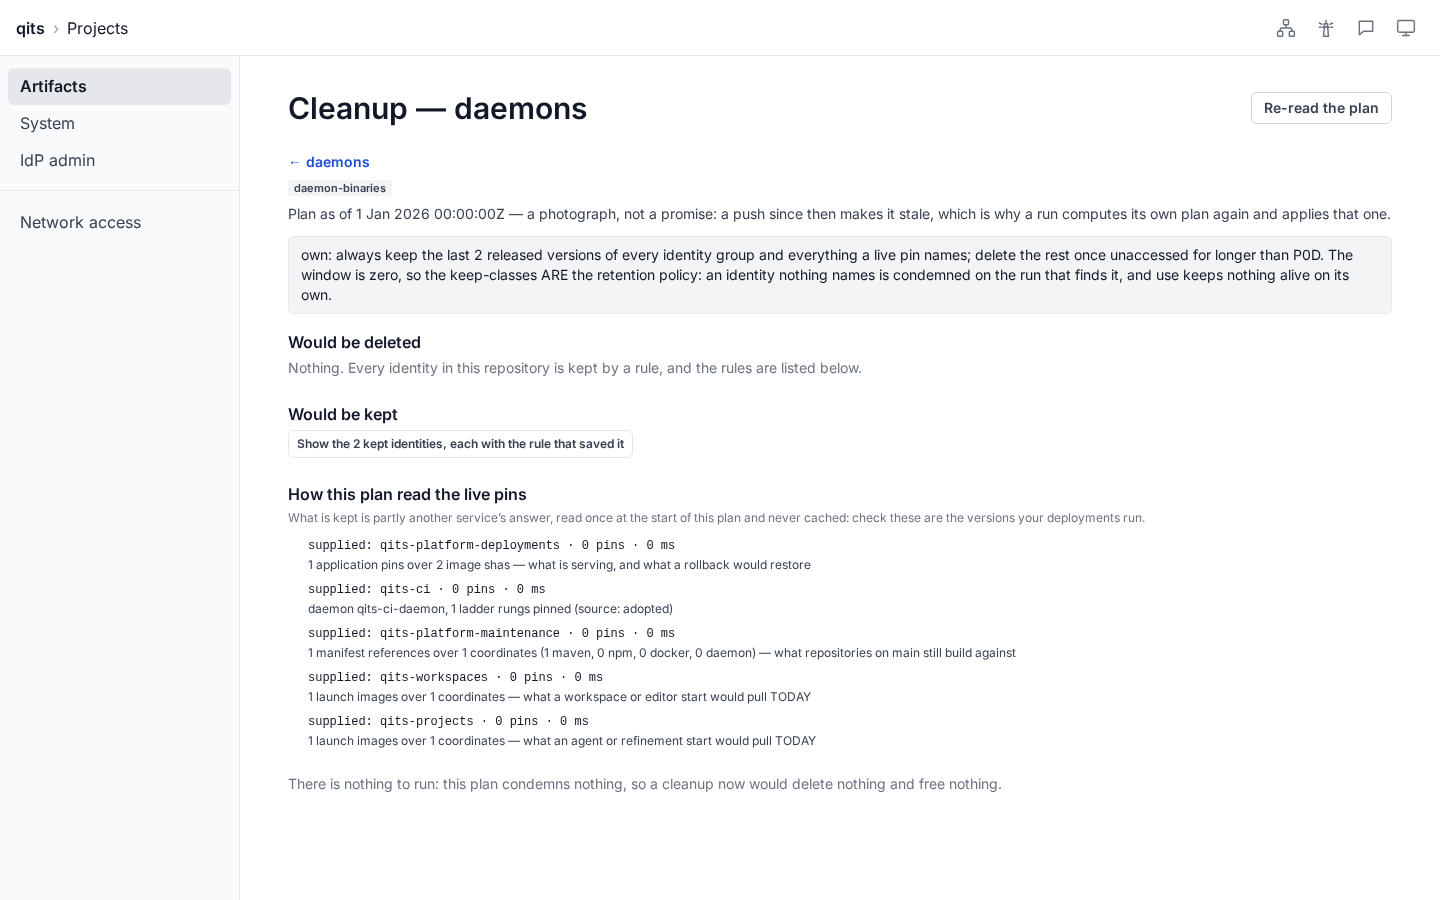 qits › Projects
Artifacts
System
IdP admin
Network access
Cleanup — daemons
Re-read the plan
← daemons
daemon-binaries
Plan as of 1 Jan 2026 00:00:00Z — a photograph, not a promise: a push since then makes it stale, which is why a run computes its own plan again and applies that one.
own: always keep the last 2 released versions of every identity group and everything a live pin names; delete the rest once unaccessed for longer than P0D. The
window is zero, so the keep-classes ARE the retention policy: an identity nothing names is condemned on the run that finds it, and use keeps nothing alive on its
own.
Would be deleted
Nothing. Every identity in this repository is kept by a rule, and the rules are listed below.
Would be kept
Show the 2 kept identities, each with the rule that saved it
How this plan read the live pins
What is kept is partly another service’s answer, read once at the start of this plan and never cached: check these are the versions your deployments run.
supplied: qits-platform-deployments · 0 pins · 0 ms
1 application pins over 2 image shas — what is serving, and what a rollback would restore
supplied: qits-ci · 0 pins · 0 ms
daemon qits-ci-daemon, 1 ladder rungs pinned (source: adopted)
supplied: qits-platform-maintenance · 0 pins · 0 ms
1 manifest references over 1 coordinates (1 maven, 0 npm, 0 docker, 0 daemon) — what repositories on main still build against
supplied: qits-workspaces · 0 pins · 0 ms
1 launch images over 1 coordinates — what a workspace or editor start would pull TODAY
supplied: qits-projects · 0 pins · 0 ms
1 launch images over 1 coordinates — what an agent or refinement start would pull TODAY
There is nothing to run: this plan condemns nothing, so a cleanup now would delete nothing and free nothing.